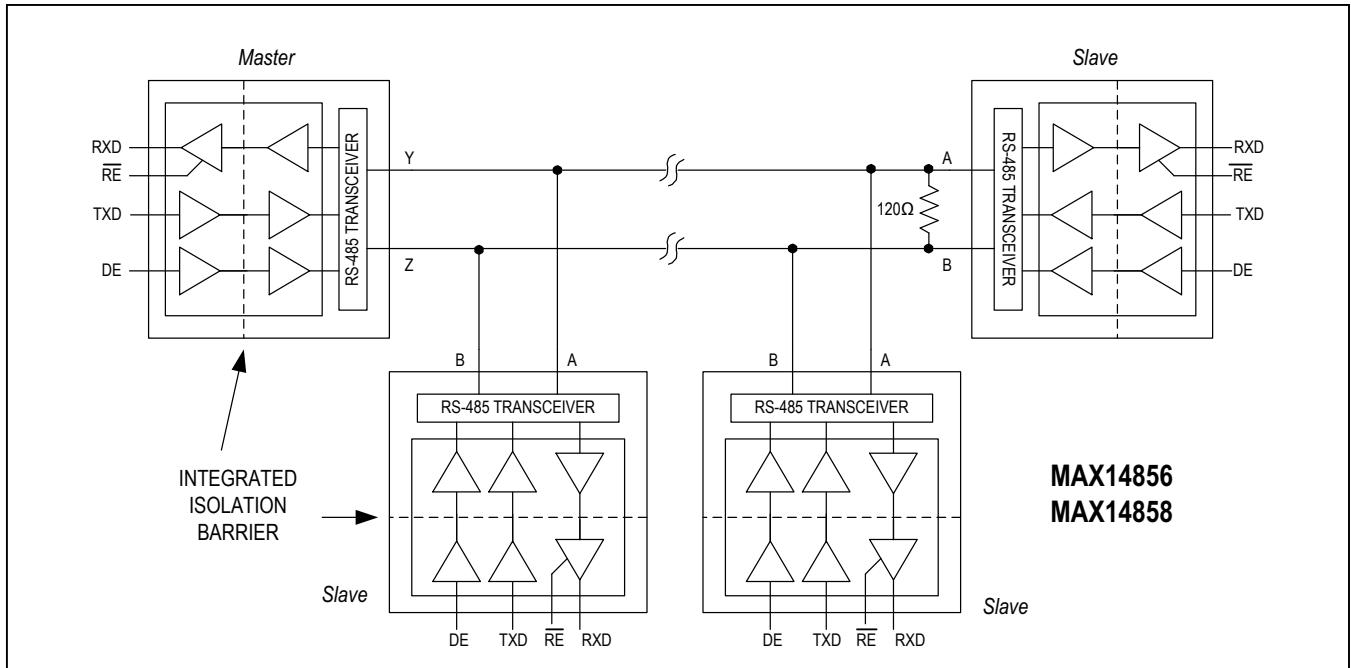 Master
Slave
RXD
RE
TXD
DE
RS-485 TRANSCEIVER
Y
Z
A
120Ω
B
RS-485 TRANSCEIVER
RXD
RE
TXD
DE
B A
RS-485 TRANSCEIVER
B A
RS-485 TRANSCEIVER
INTEGRATED
ISOLATION
BARRIER
MAX14856
MAX14858
Slave
DE TXD RE RXD
Slave
DE TXD RE RXD